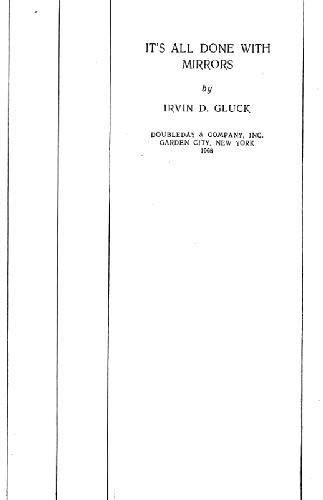 IT'S ALL DONE WITH
MIRRORS
by
IRVIN D. GLUCK
DOUBLEDAY & COMPANY, INC.
GARDEN CITY, NEW YORK
1968